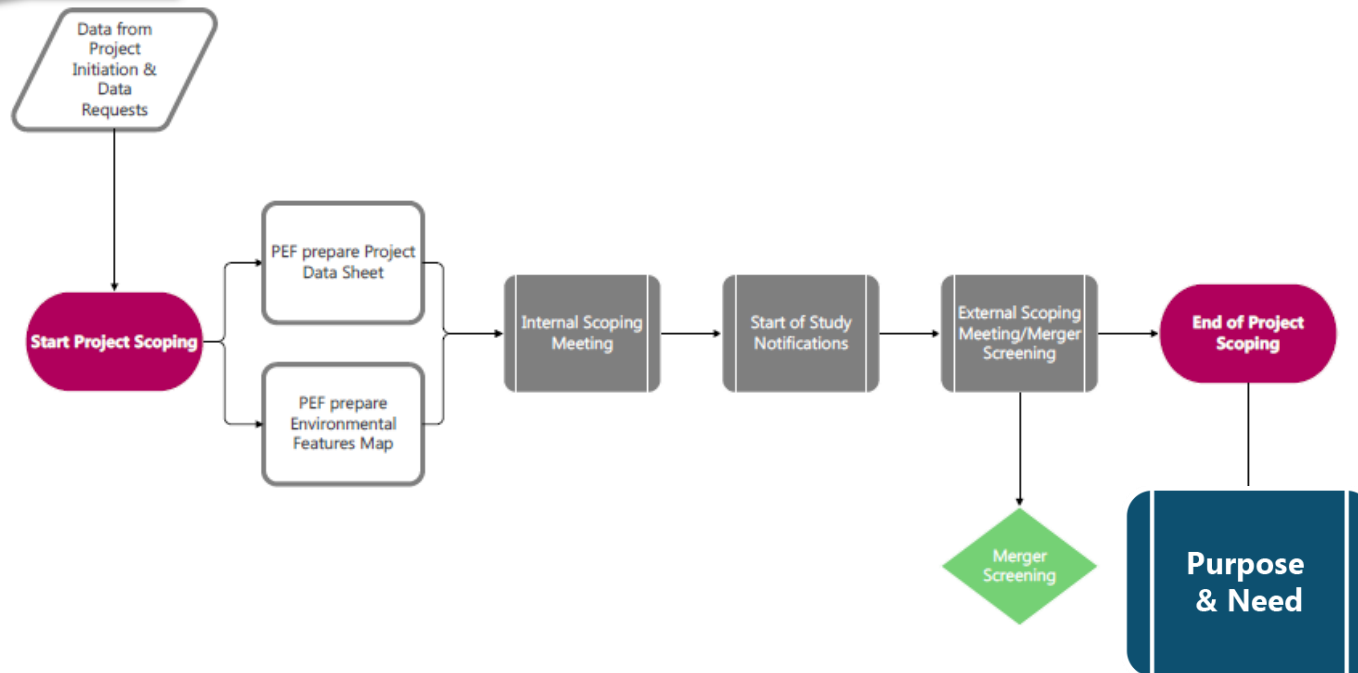 Data from
Project
Initiation &
Data
Requests
Start Project Scoping
PEF prepare Project
Data Sheet
PEF prepare
Environmental
Features Map
Internal Scoping
Meeting
Start of Study
Notifications
External Scoping
Meeting/Merger
Screening
End of Project
Scoping
Merger
Screening
Purpose
& Need